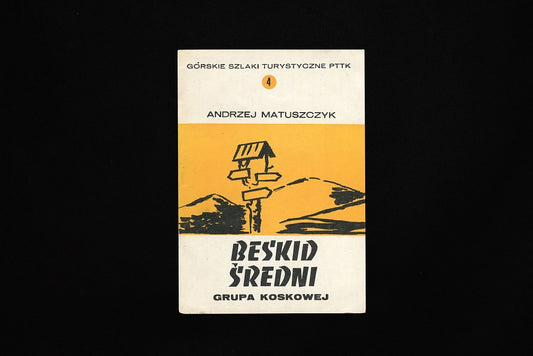 GÓRSKIE SZLAKI TURYSTYCZNE PTTK
4
ANDRZEJ MATUSZCZYK
BESKID
ŚREDNI
GRUPA KOSKOWEJ